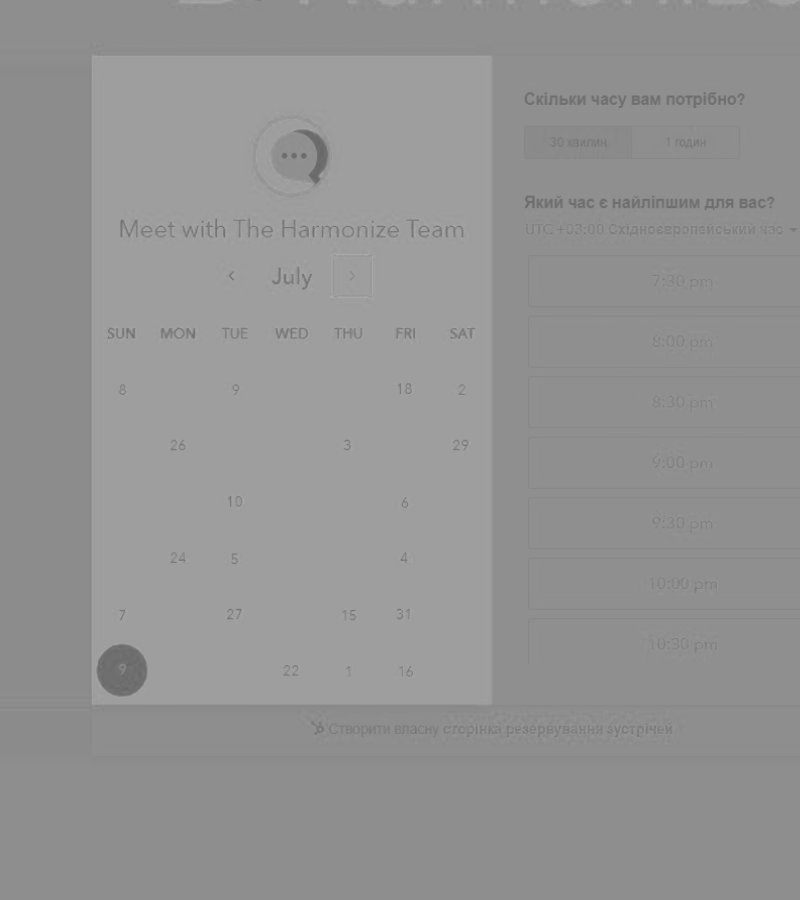 Meet with The Harmonize Team
July
SUN MON TUE WED THU FRI SAT
8 9 18 2
26 3 29
10 6
24 5 4
7 27 15 31
9 22 1 16
Скільки часу вам потрібно?
30 хвилин 1 годин
Який час є найліпшим для вас?
UTC +03:00 Східноєвропейський час
7:30 pm
8:00 pm
8:30 pm
9:00 pm
9:30 pm
10:00 pm
10:30 pm
Створити власну сторінка резервування зустрічей